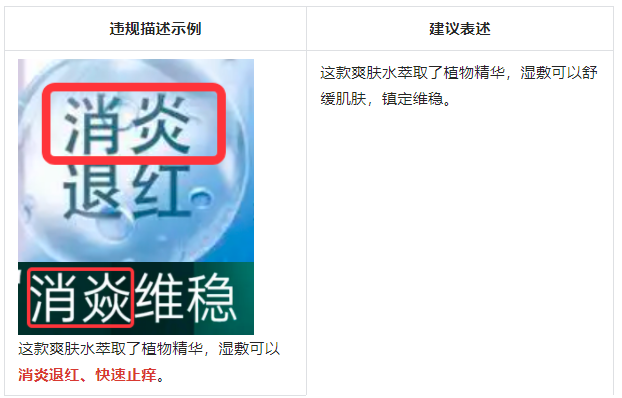 违规描述示例
建议表述
消炎
退红
消焱维稳
这款爽肤水萃取了植物精华，湿敷可以
消炎退红、快速止痒。
这款爽肤水萃取了植物精华，湿敷可以舒
缓肌肤，镇定维稳。